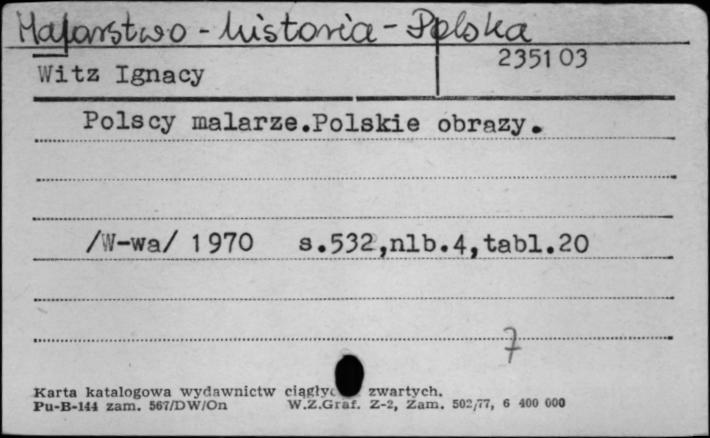 Malarstwo - historia - Polska
235103
Witz Ignacy
Polscy malarze.Polskie obrazy.
/W-wa/ 1970 s.532,nlb.4,tabl.20
7
Karta katalogowa wydawnictw zwartych.
Pu-B-144 zam. 567/DW/On W.Z.Graf. Z-2, Zam. 502/77, 6 400 000